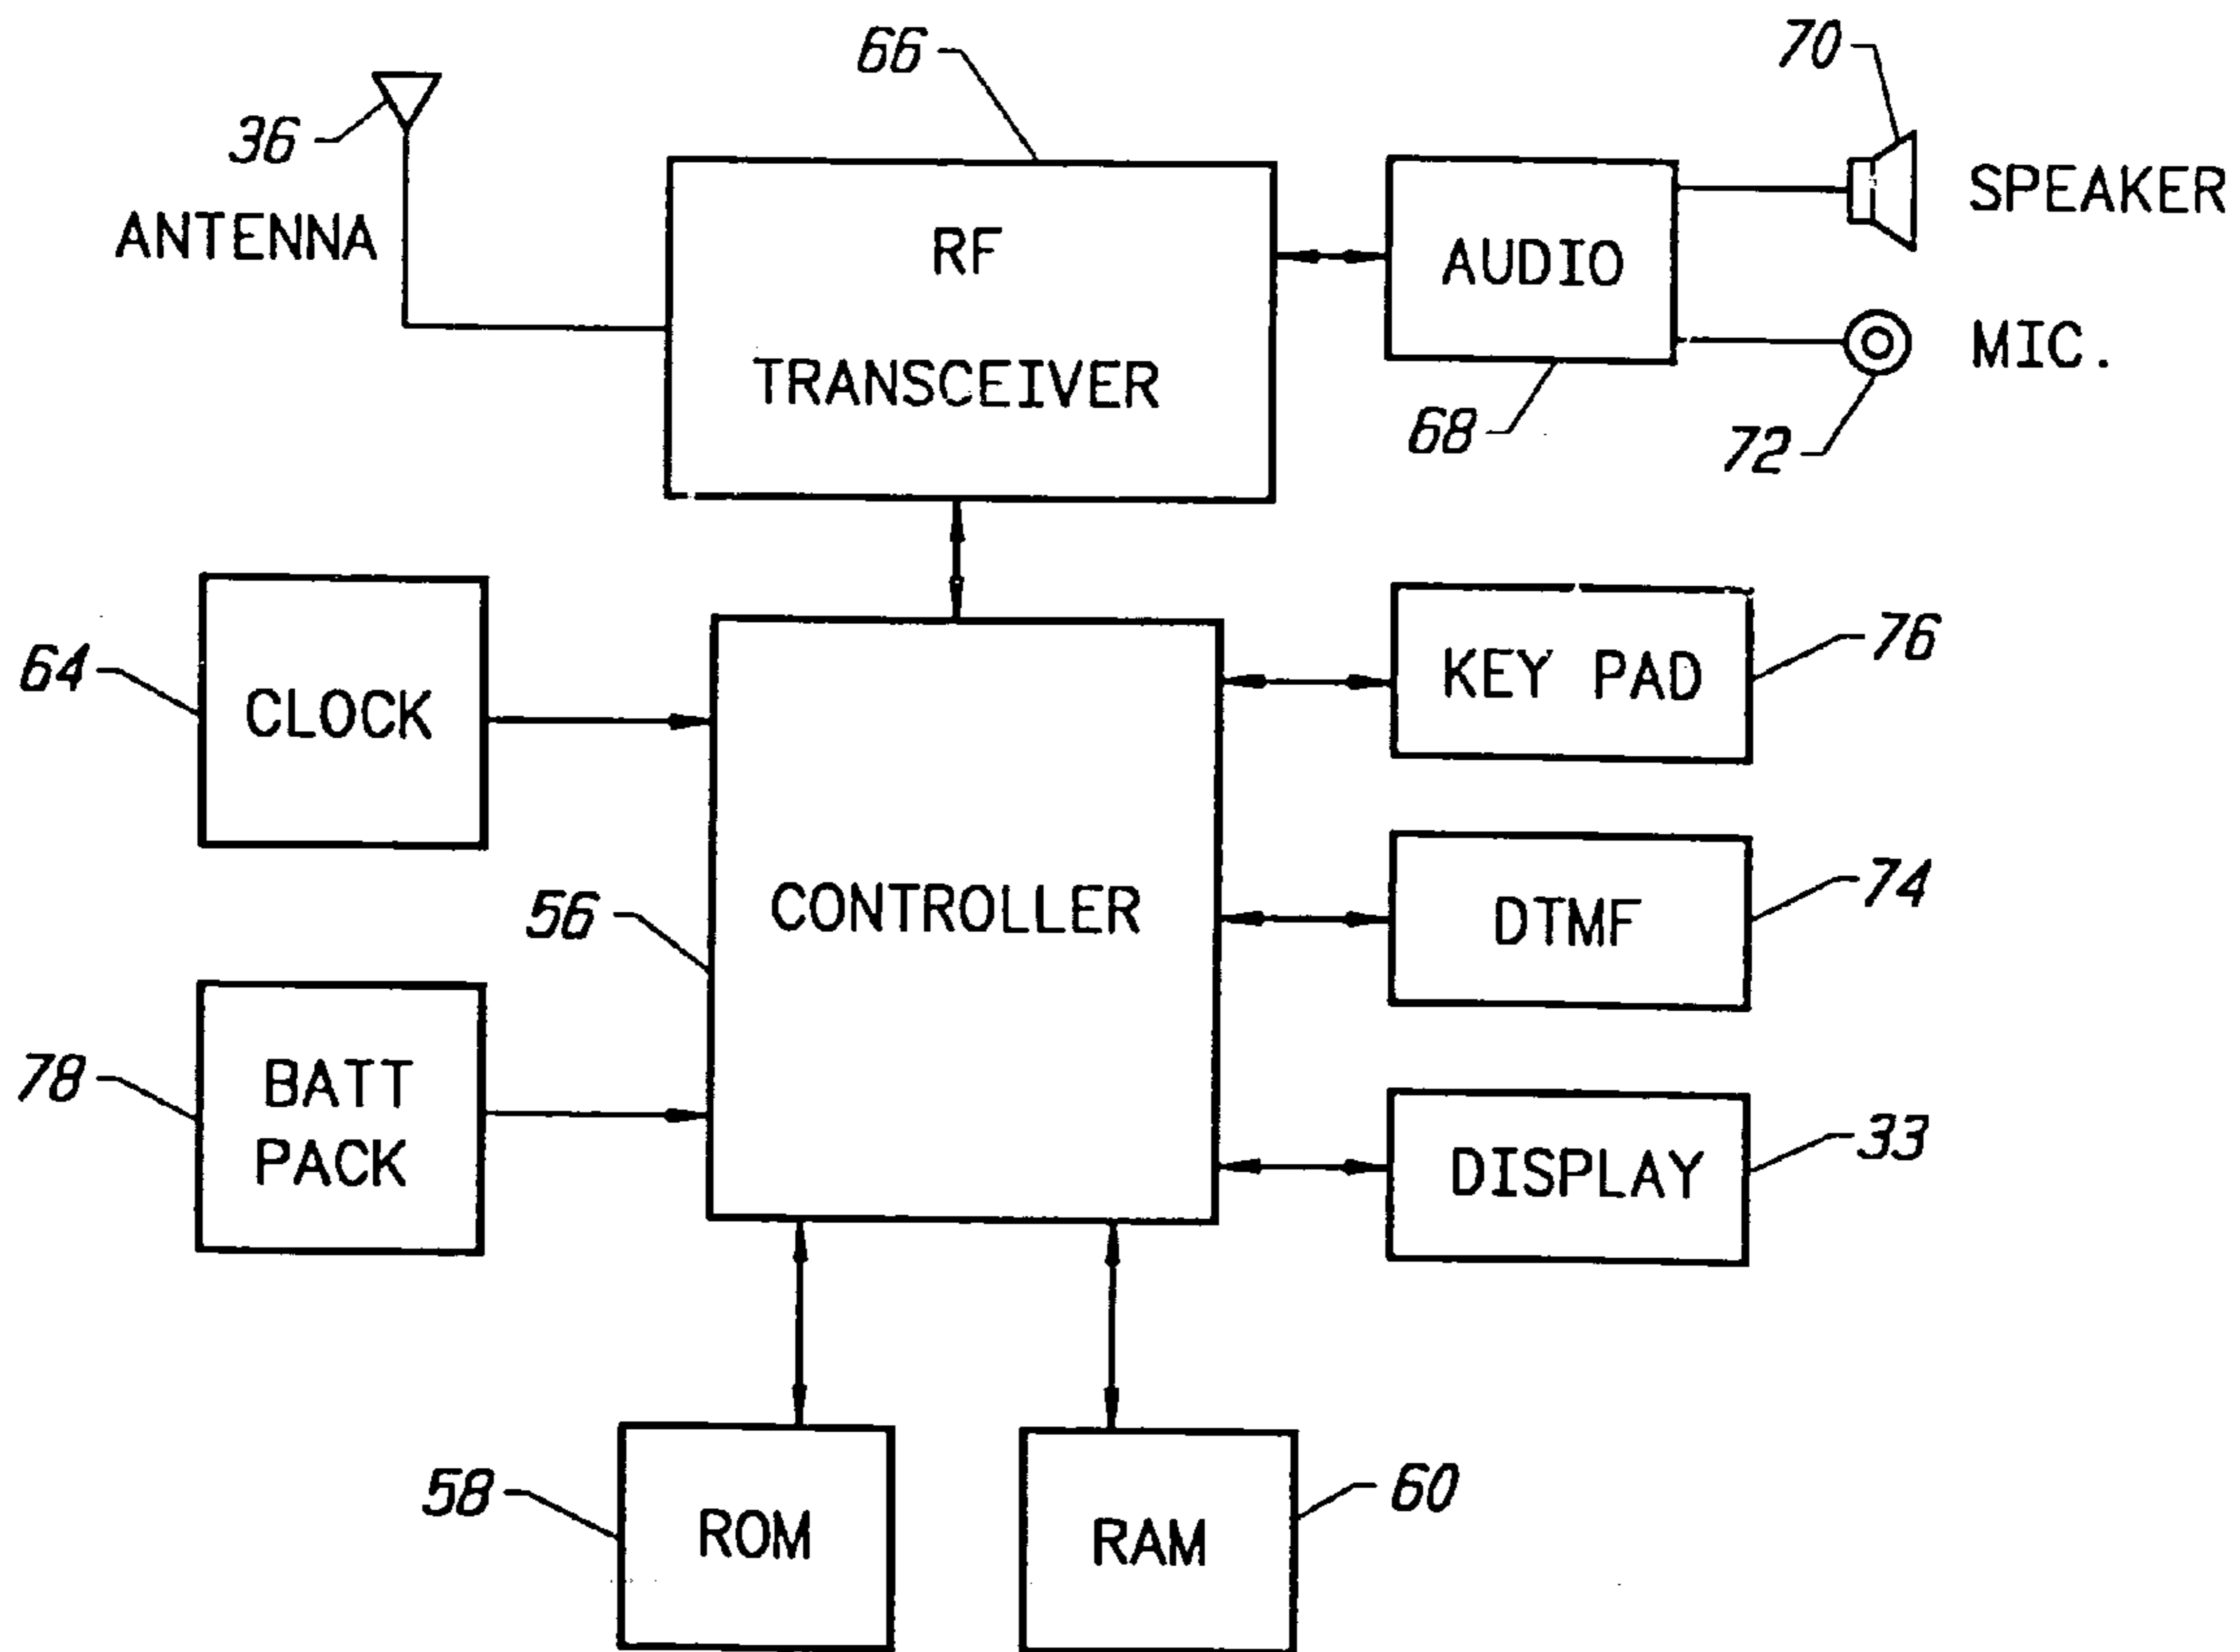 66
70
36
ANTENNA
RF
TRANSCEIVER
AUDIO
SPEAKER
MIC.
68
72
64
CLOCK
KEY PAD
76
56
CONTROLLER
DTMF
74
78
BATT
PACK
DISPLAY
33
58
ROM
RAM
60